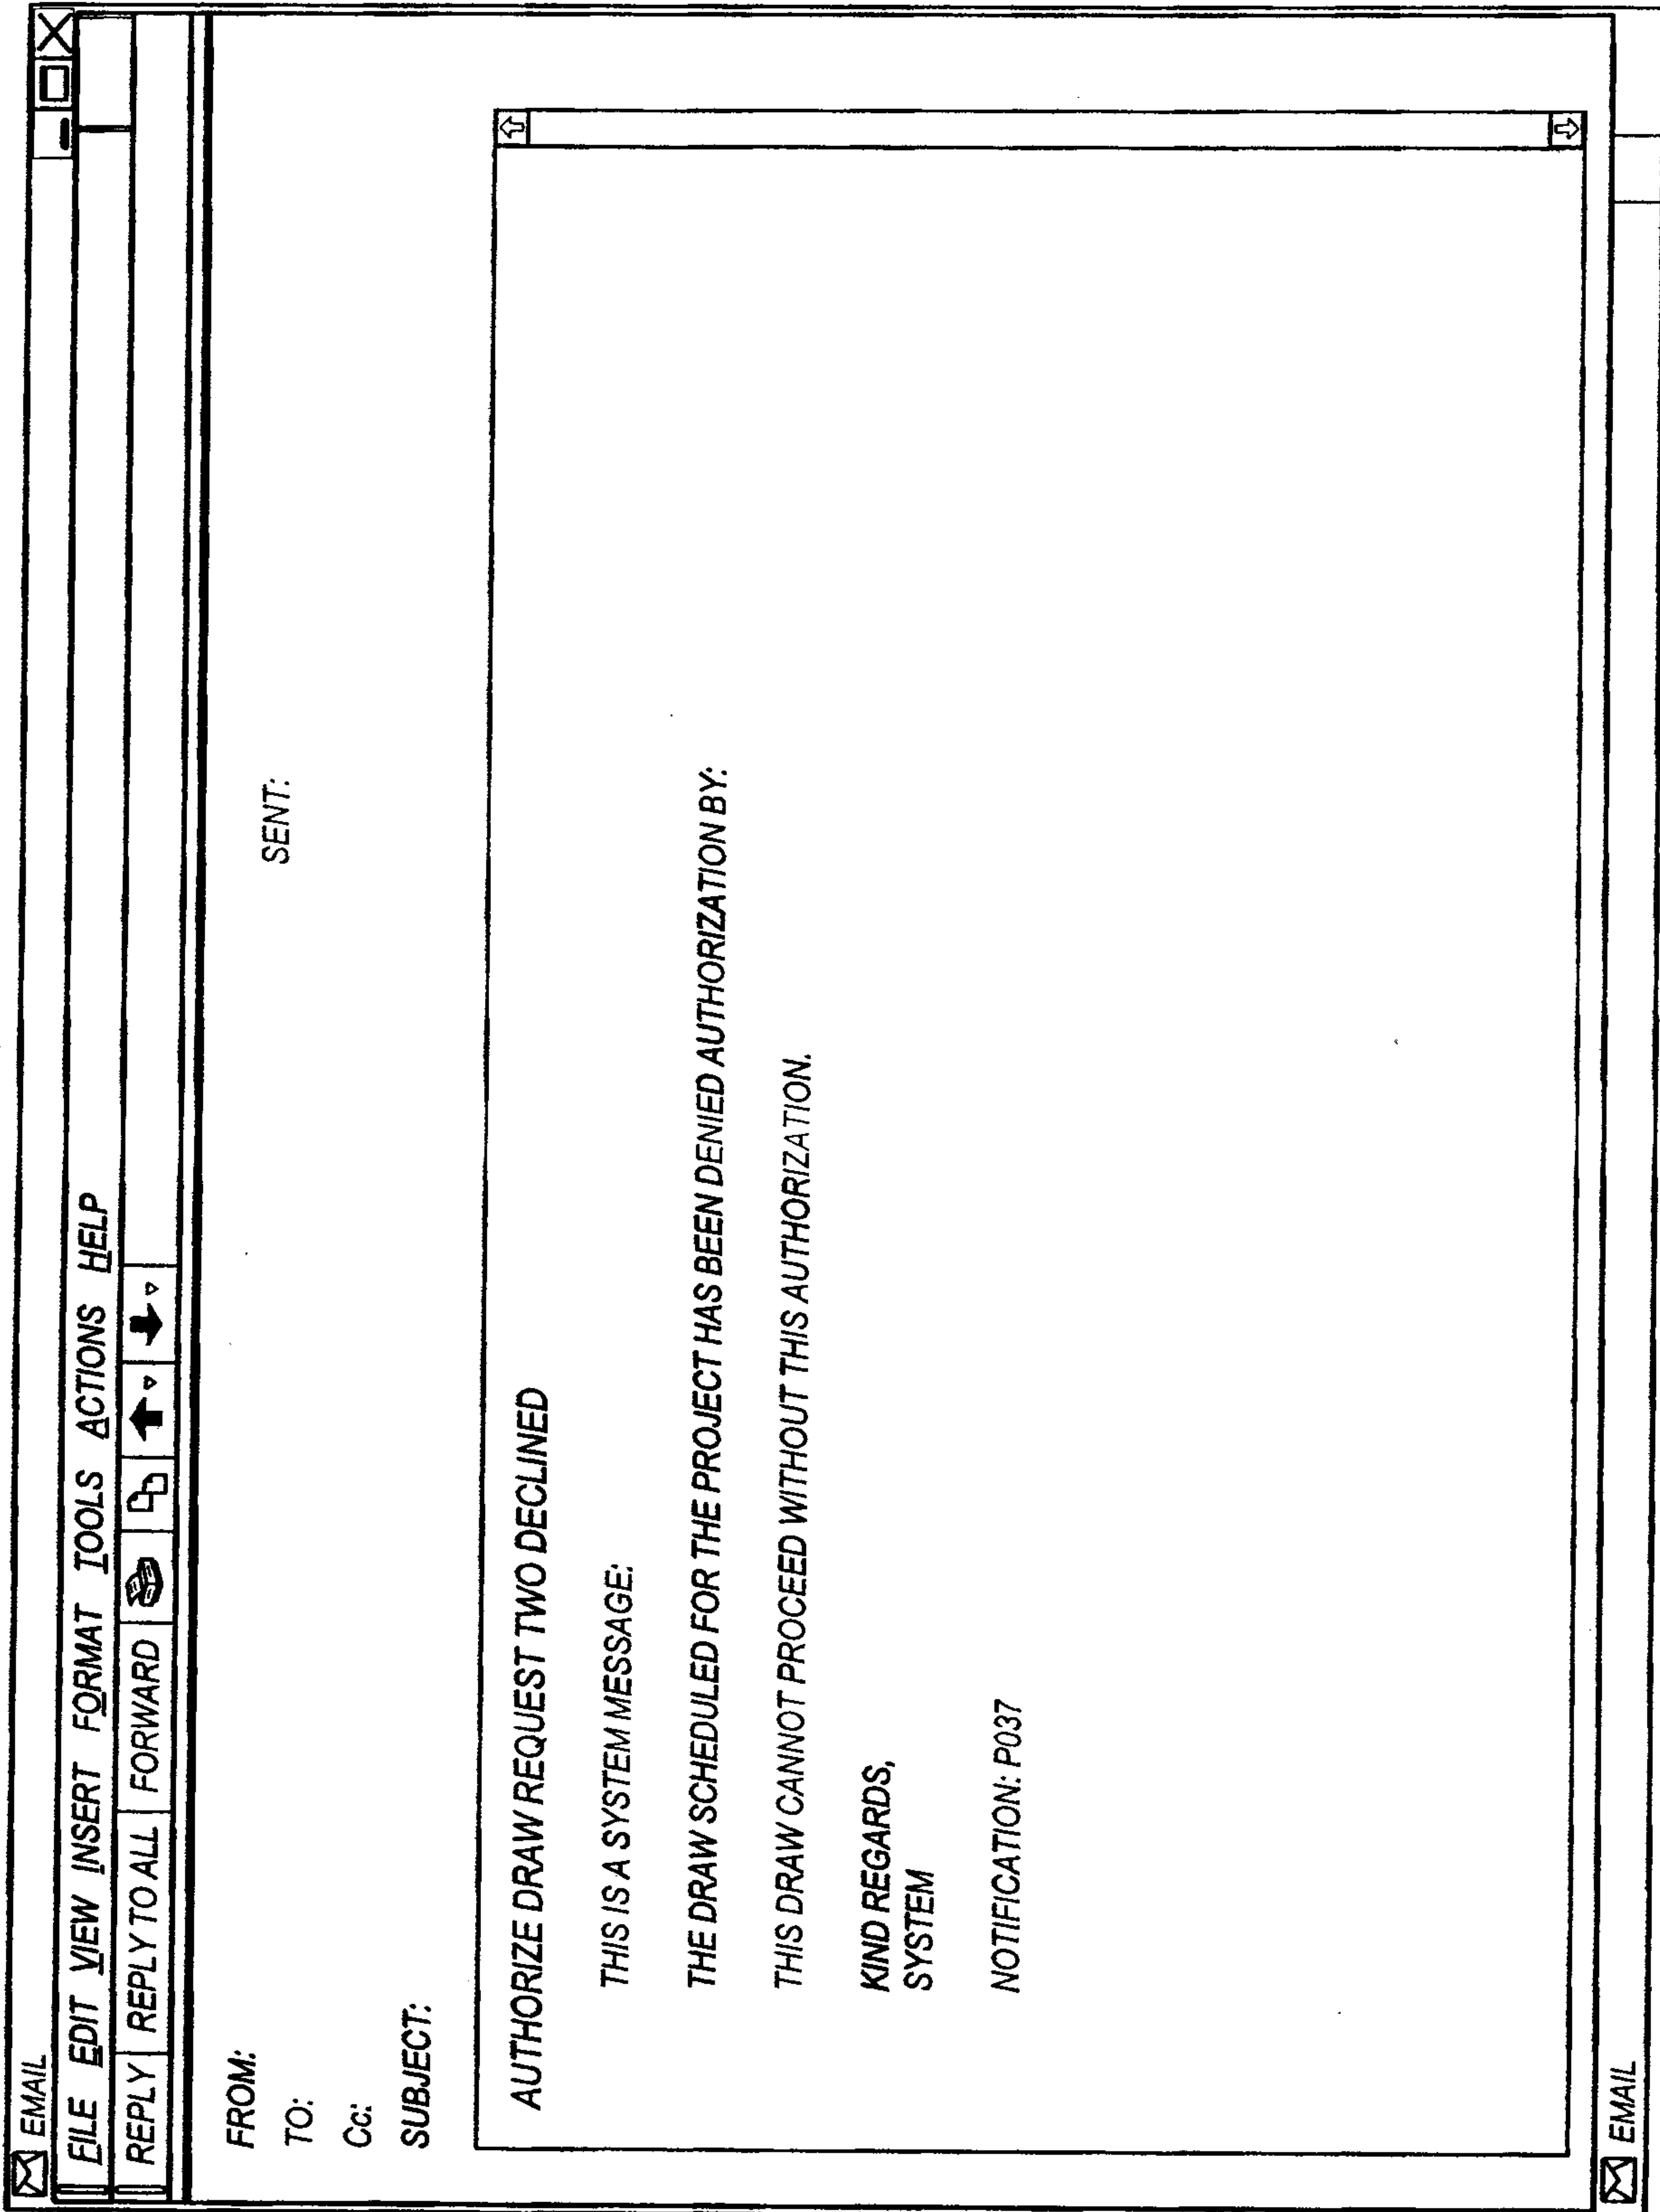 EMAIL
FILE EDIT VIEW INSERT FORMAT TOOLS ACTIONS HELP
REPLY REPLY TO ALL FORWARD
FROM:
SENT:
TO:
Cc:
SUBJECT:
AUTHORIZE DRAW REQUEST TWO DECLINED
THIS IS A SYSTEM MESSAGE:
THE DRAW SCHEDULED FOR THE PROJECT HAS BEEN DENIED AUTHORIZATION BY:
THIS DRAW CANNOT PROCEED WITHOUT THIS AUTHORIZATION.
KIND REGARDS,
SYSTEM
NOTIFICATION: P037
EMAIL